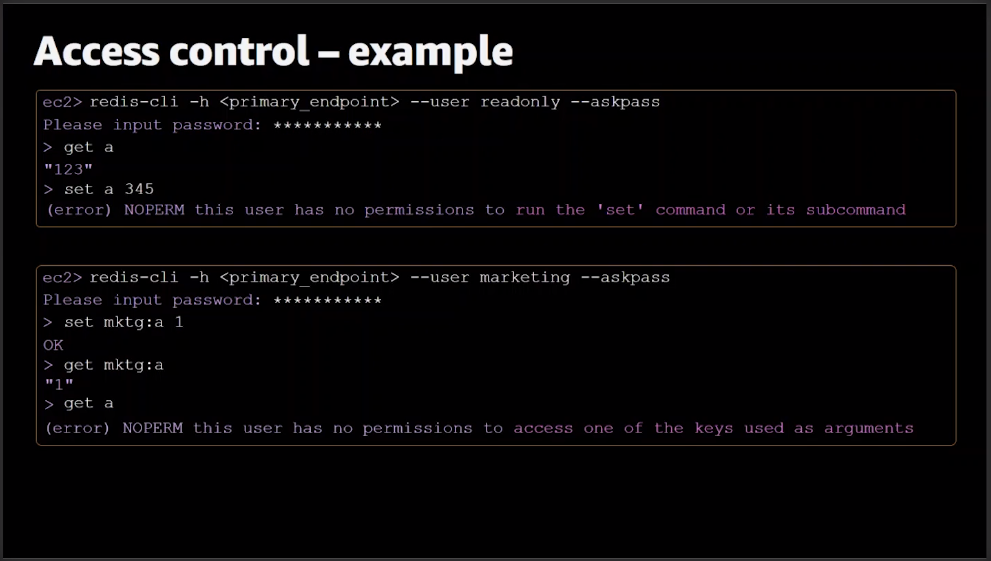 Access control – example
ec2> redis-cli -h <primary_endpoint> --user readonly --askpass
Please input password: ***********
> get a
"123"
> set a 345
(error) NOPERM this user has no permissions to run the 'set' command or its subcommand
ec2> redis-cli -h <primary_endpoint> --user marketing --askpass
Please input password: ***********
> set mktg:a 1
OK
> get mktg:a
"1"
> get a
(error) NOPERM this user has no permissions to access one of the keys used as arguments